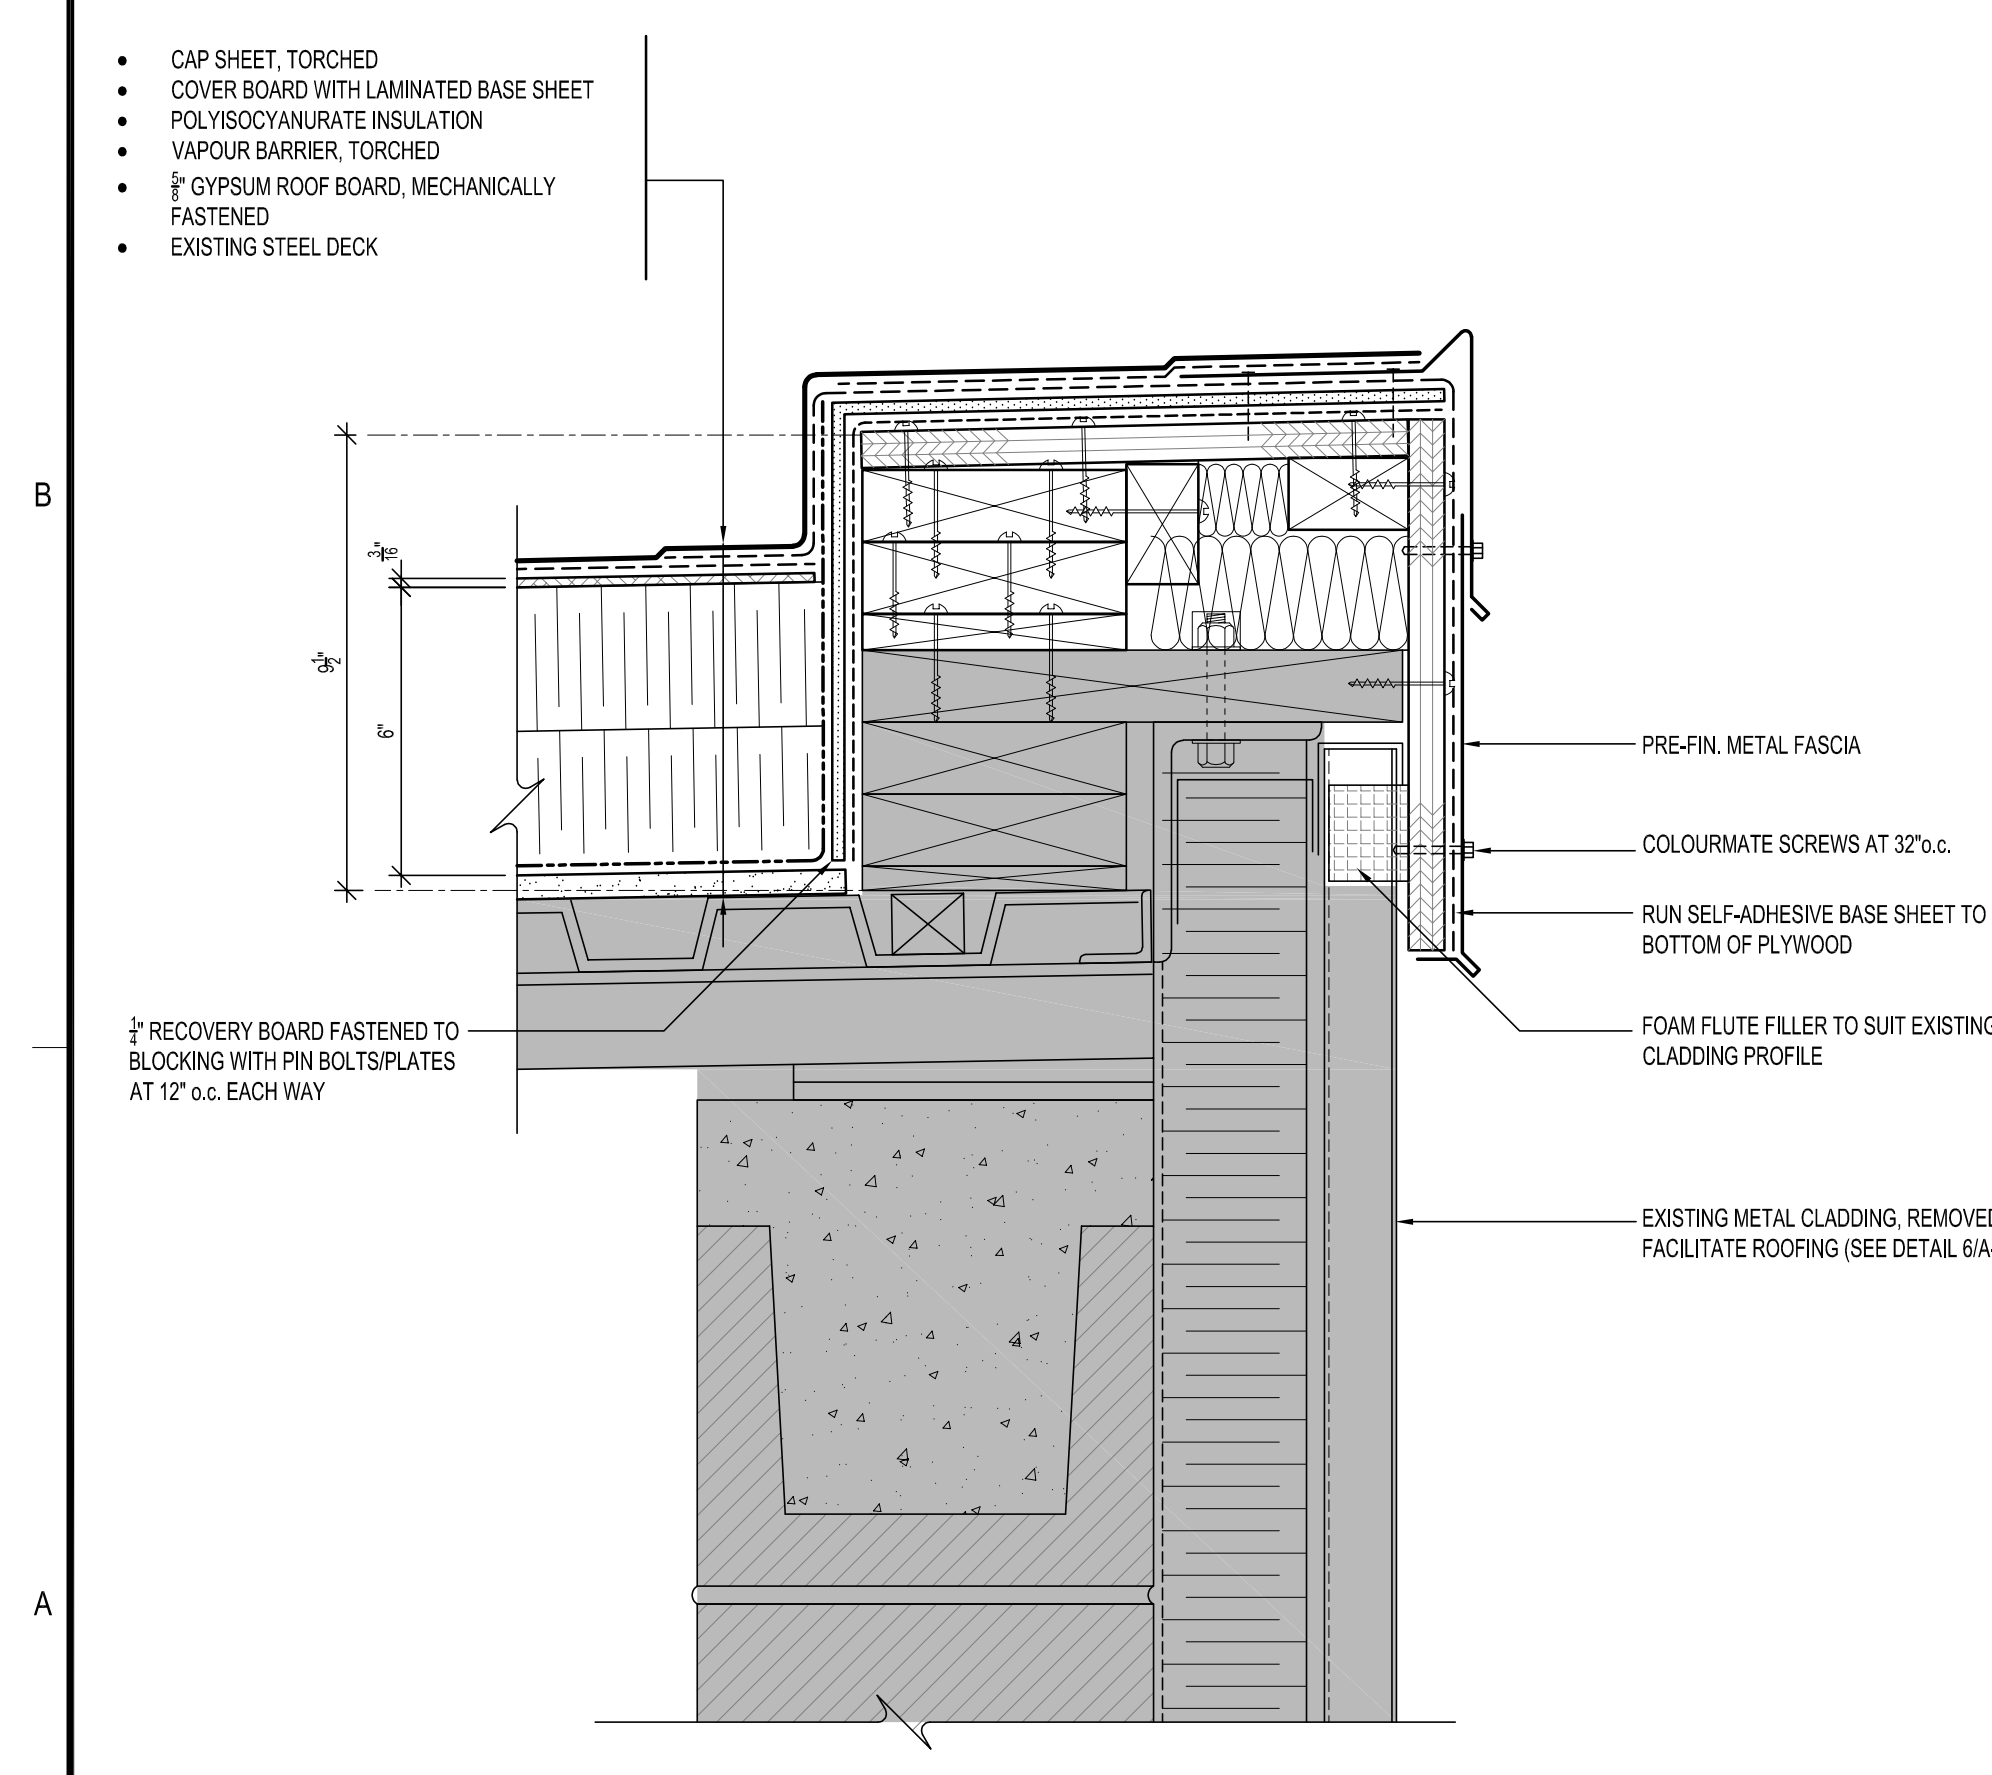 • CAP SHEET, TORCHED
• COVER BOARD WITH LAMINATED BASE SHEET
• POLYISOCYANURATE INSULATION
• VAPOUR BARRIER, TORCHED
• 5/8" GYPSUM ROOF BOARD, MECHANICALLY
FASTENED
• EXISTING STEEL DECK
B
3/16"
9 1/2"
6"
PRE-FIN. METAL FASCIA
COLOURMATE SCREWS AT 32"o.c.
RUN SELF-ADHESIVE BASE SHEET TO
BOTTOM OF PLYWOOD
1/4" RECOVERY BOARD FASTENED TO
BLOCKING WITH PIN BOLTS/PLATES
AT 12" o.c. EACH WAY
FOAM FLUTE FILLER TO SUIT EXISTING
CLADDING PROFILE
EXISTING METAL CLADDING, REMOVED
FACILITATE ROOFING (SEE DETAIL 6/A-
A